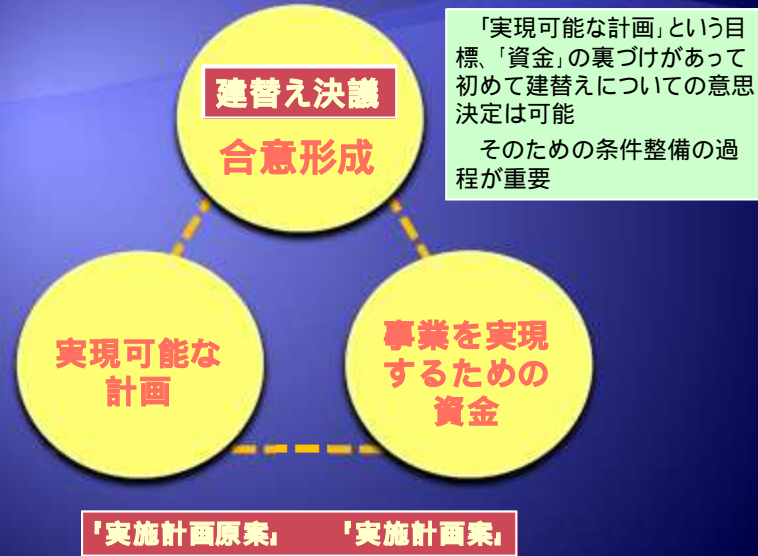 建替え決議
合意形成
「実現可能な計画」という目
標、「資金」の裏づけがあって
初めて建替えについての意思
決定は可能
そのための条件整備の過
程が重要
実現可能な
計画
事業を実現
するための
資金
「実施計画原案」　「実施計画案」